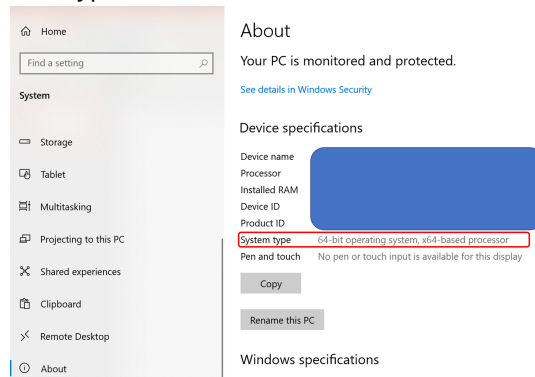 Home
Find a setting
System
Storage
Tablet
Multitasking
Projecting to this PC
Shared experiences
Clipboard
Remote Desktop
About
About
Your PC is monitored and protected.
See details in Windows Security
Device specifications
Device name
Processor
Installed RAM
Device ID
Product ID
System type 64-bit operating system, x64-based processor
Pen and touch No pen or touch input is available for this display
Copy
Rename this PC
Windows specifications